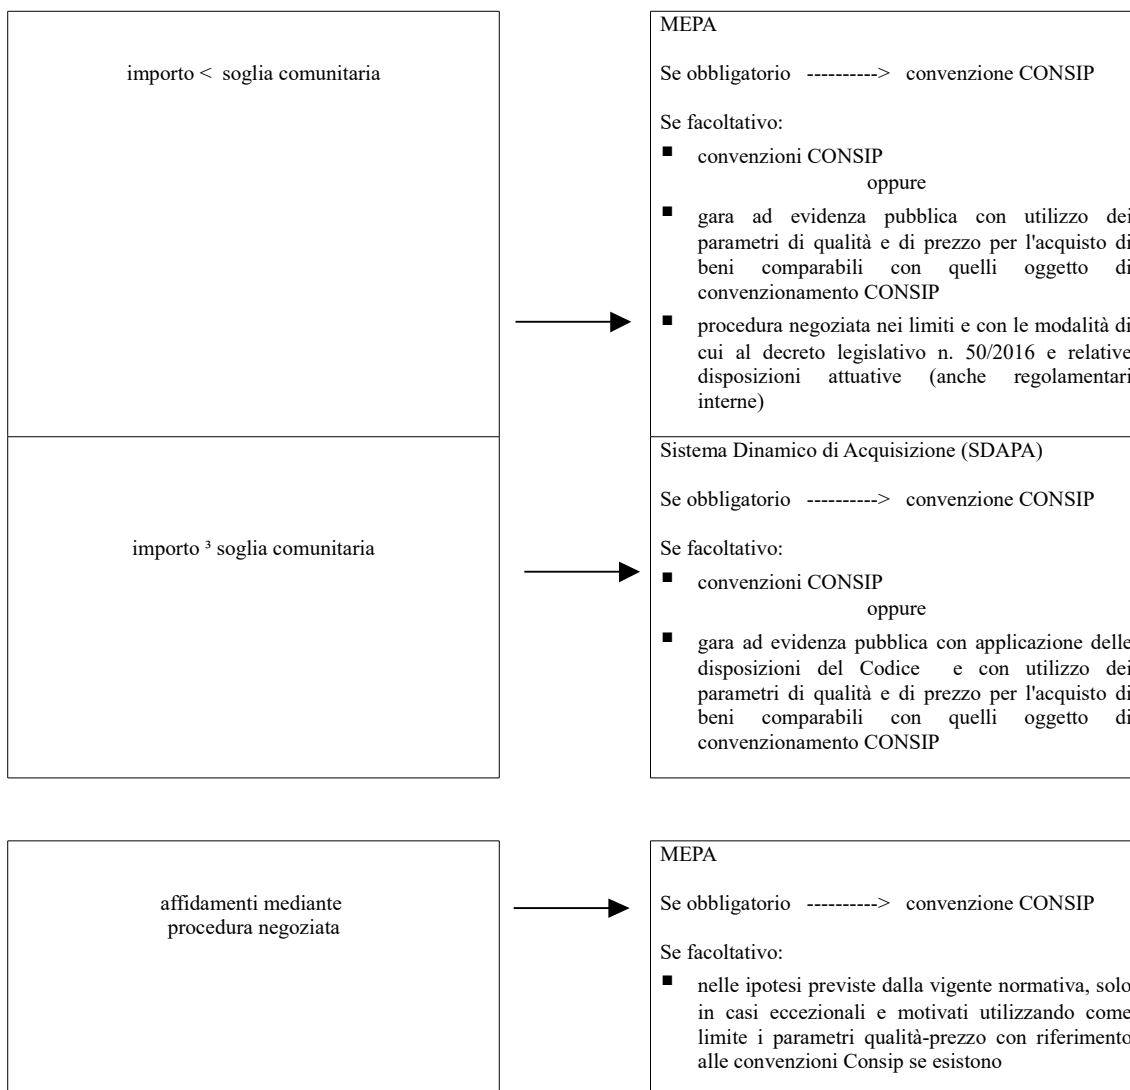 importo < soglia comunitaria
MEPA
Se obbligatorio ----------> convenzione CONSIP
Se facoltativo:
▪ convenzioni CONSIP
oppure
▪ gara ad evidenza pubblica con utilizzo dei
parametri di qualità e di prezzo per l'acquisto di
beni comparabili con quelli oggetto di
convenzionamento CONSIP
▪ procedura negoziata nei limiti e con le modalità di
cui al decreto legislativo n. 50/2016 e relative
disposizioni attuative (anche regolamentari
interne)
importo ³ soglia comunitaria
Sistema Dinamico di Acquisizione (SDAPA)
Se obbligatorio ----------> convenzione CONSIP
Se facoltativo:
▪ convenzioni CONSIP
oppure
▪ gara ad evidenza pubblica con applicazione delle
disposizioni del Codice e con utilizzo dei
parametri di qualità e di prezzo per l'acquisto di
beni comparabili con quelli oggetto di
convenzionamento CONSIP
affidamenti mediante
procedura negoziata
MEPA
Se obbligatorio ----------> convenzione CONSIP
Se facoltativo:
▪ nelle ipotesi previste dalla vigente normativa, solo
in casi eccezionali e motivati utilizzando come
limite i parametri qualità-prezzo con riferimento
alle convenzioni Consip se esistono